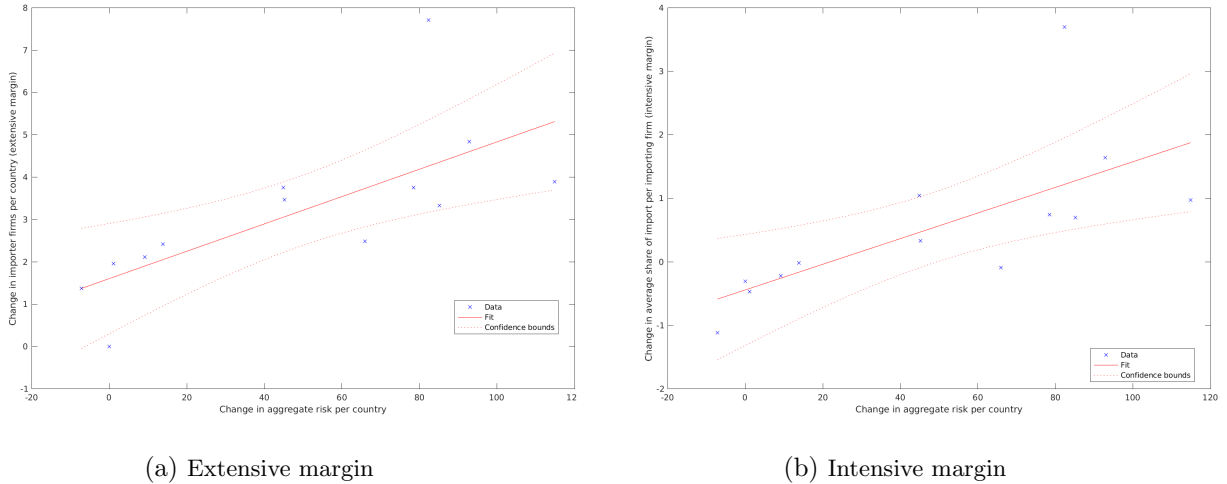 8
7
6
5
4
3
2
1
0
-1
Change in importer firms per country (extensive margin)
Data
Fit
Confidence bounds
-20
0
20
40
60
80
100
12
Change in aggregate risk per country
(a) Extensive margin
4
3
2
1
0
-1
-2
Change in average share of import per importing firm (intensive margin)
Data
Fit
Confidence bounds
-20
0
20
40
60
80
100
120
Change in aggregate risk per country
(b) Intensive margin